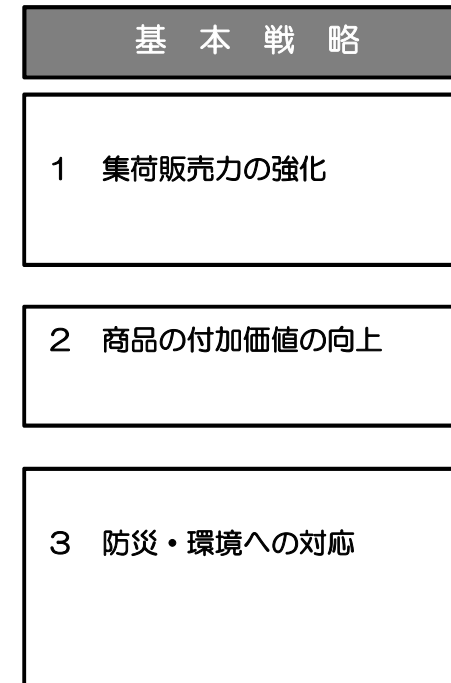 基　本　戦　略
１　集荷販売力の強化
２　商品の付加価値の向上
３　防災・環境への対応